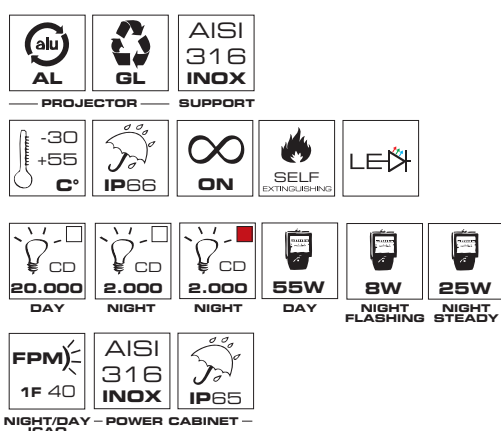 alu
AL
GL
AISI
316
INOX
PROJECTOR
SUPPORT
-30
+55
C°
IP66
ON
SELF
EXTINGUISHING
LE
CD
20.000
DAY
CD
2.000
NIGHT
CD
2.000
NIGHT
55W
DAY
8W
NIGHT
FLASHING
25W
NIGHT
STEADY
FPM
1F 40
NIGHT/DAY
ICAO
AISI
316
INOX
IP65
POWER CABINET